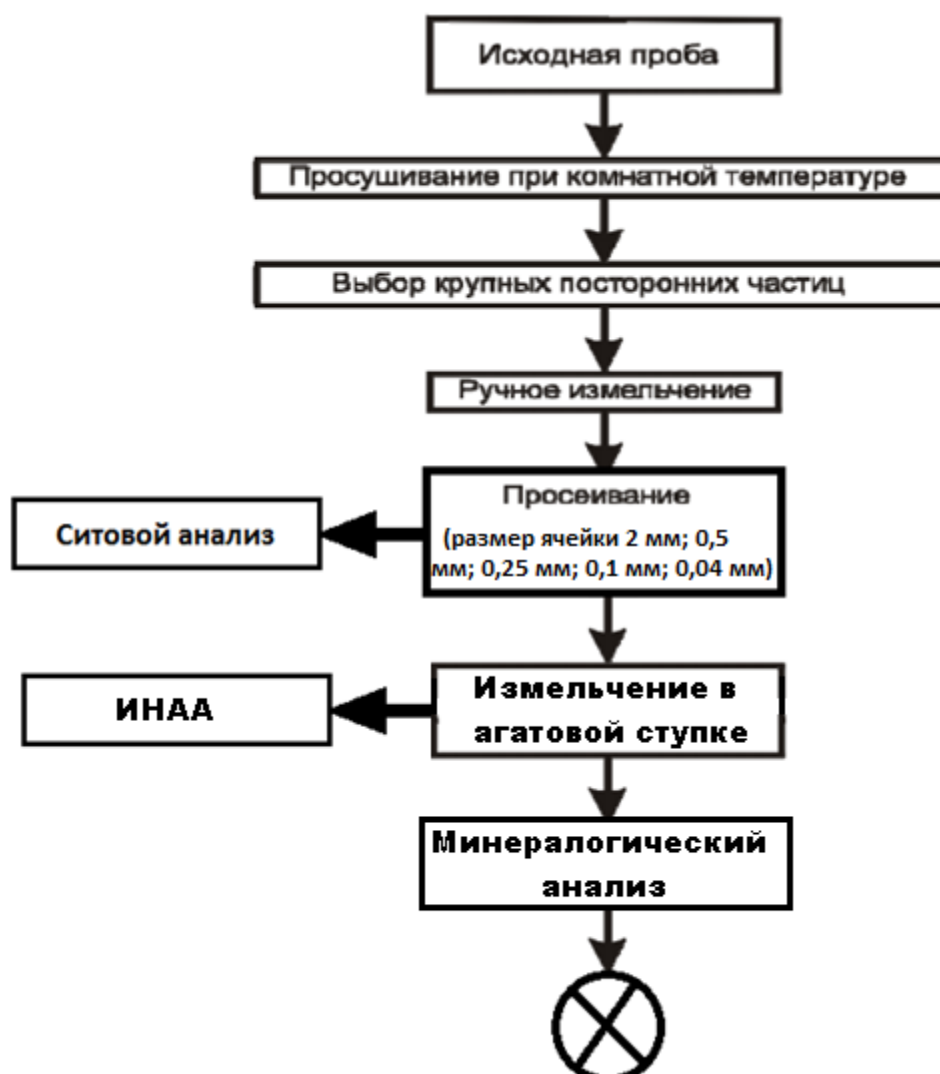 Исходная проба
Просушивание при комнатной температуре
Выбор крупных посторонних частиц
Ручное измельчение
Просеивание
(размер ячейки 2 мм; 0,5
мм; 0,25 мм; 0,1 мм; 0,04 мм)
Ситовой анализ
Измельчение в
агатовой ступке
ИНАА
Минералогический
анализ